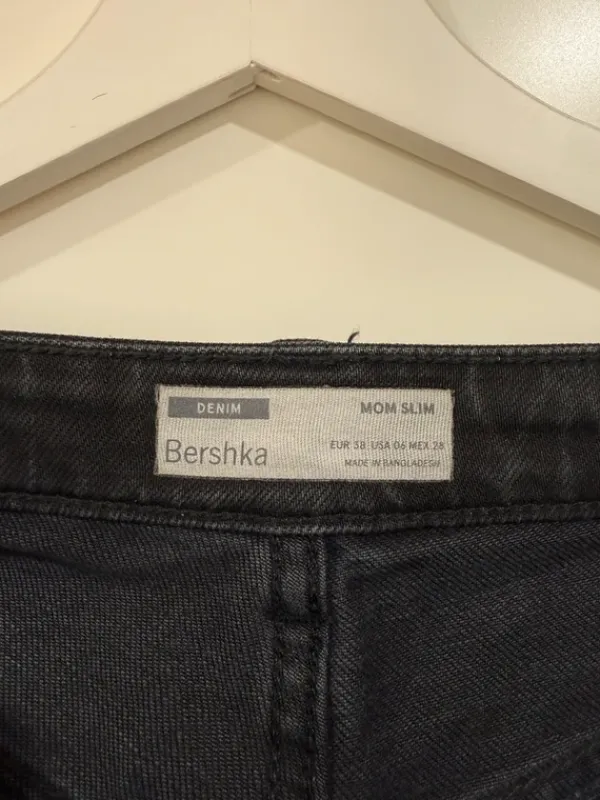 DENIM
MOM SLIM
Bershka
EUR 38 USA 06 MEX 28
MADE IN BANGLADESH